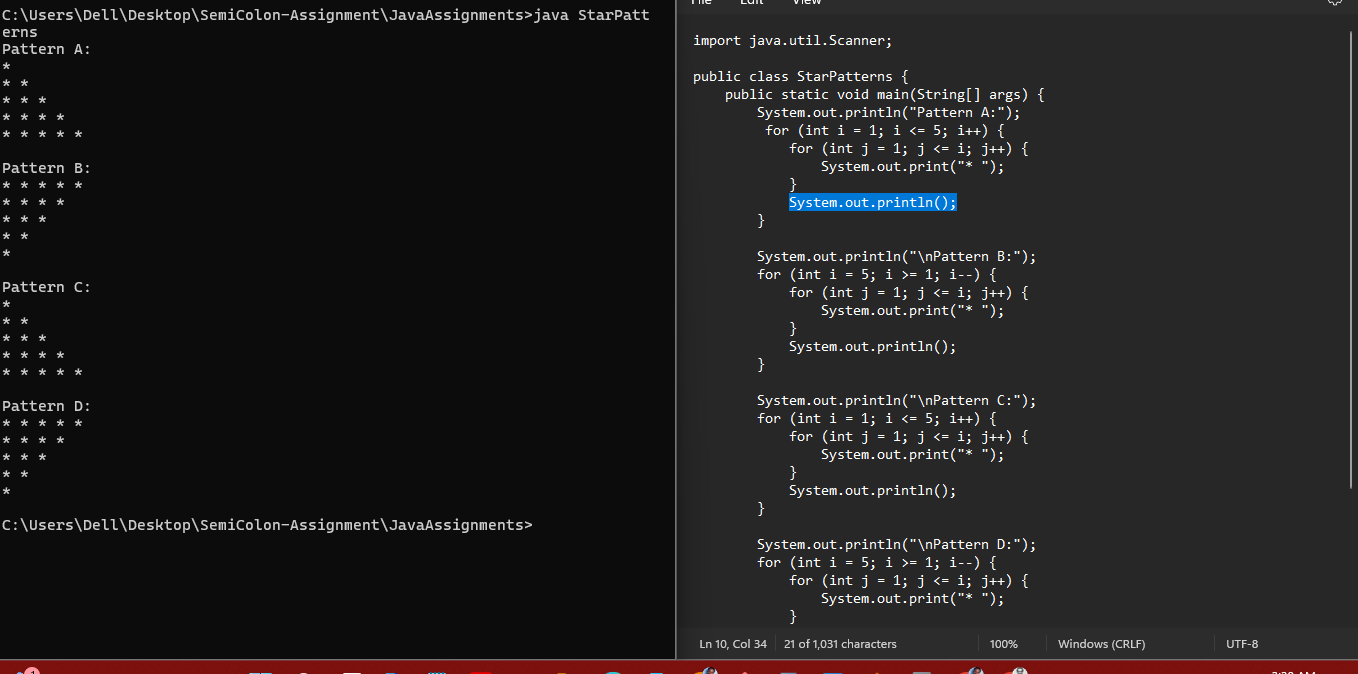 C:\Users\Dell\Desktop\SemiColon-Assignment\JavaAssignments>java StarPatt
erns
Pattern A:
*
* *
* * *
* * * *
* * * * *

Pattern B:
* * * * *
* * * *
* * *
* *
*

Pattern C:
*
* *
* * *
* * * *
* * * * *

Pattern D:
* * * * *
* * * *
* * *
* *
*

C:\Users\Dell\Desktop\SemiColon-Assignment\JavaAssignments>
File Edit View
import java.util.Scanner;

public class StarPatterns {
    public static void main(String[] args) {
        System.out.println("Pattern A:");
         for (int i = 1; i <= 5; i++) {
            for (int j = 1; j <= i; j++) {
                System.out.print("* ");
            }
            System.out.println();
        }

        System.out.println("\nPattern B:");
        for (int i = 5; i >= 1; i--) {
            for (int j = 1; j <= i; j++) {
                System.out.print("* ");
            }
            System.out.println();
        }

        System.out.println("\nPattern C:");
        for (int i = 1; i <= 5; i++) {
            for (int j = 1; j <= i; j++) {
                System.out.print("* ");
            }
            System.out.println();
        }

        System.out.println("\nPattern D:");
        for (int i = 5; i >= 1; i--) {
            for (int j = 1; j <= i; j++) {
                System.out.print("* ");
            }
Ln 10, Col 34 21 of 1,031 characters 100% Windows (CRLF) UTF-8